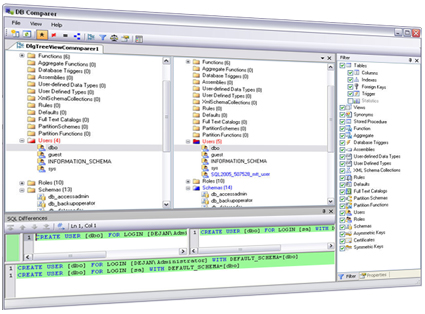 DB Comparer
File View Help
DlgTreeViewCommparer1
Functions (6)
Aggregate Functions (0)
Database Triggers (0)
Assemblies (0)
User-defined Data Types (0)
User Defined Types (0)
XmlSchemaCollections (0)
Rules (0)
Defaults (0)
Full Text Catalogs (0)
PartitionSchemes (0)
Partition Functions (0)
Users (4)
dbo
guest
INFORMATION_SCHEMA
sys
Roles (10)
Schemas (13)
db_accessadmin
db_backupoperator
Functions (6)
Aggregate Functions (0)
Database Triggers (0)
Assemblies (0)
User-defined Data Types (0)
User Defined Types (0)
XmlSchemaCollections (0)
Rules (0)
Defaults (0)
Full Text Catalogs (0)
PartitionSchemes (0)
Partition Functions (0)
Users (5)
dbo
guest
INFORMATION_SCHEMA
sys
SQL2005_507528_mtt_user
Roles (10)
Schemas (14)
db_accessadmin
db_backupoperator
Filter
Tables
Columns
Indexes
Foreign Keys
Trigger
Statistics
Views
Synonyms
Stored Procedure
Function
Aggregate
Database Triggers
Assemblies
User-defined Data Types
User Defined Types
XML Schema Collections
Rules
Defaults
Full Text Catalogs
Partition Schemes
Partition Functions
Users
Roles
Schemas
Asymmetric Keys
Certificates
Symmetric Keys
Filter Properties
SQL Differences
Ln 1, Col 1
1 CREATE USER [dbo] FOR LOGIN [DEJAN\Admi
1 CREATE USER [dbo] FOR LOGIN [sa] WITH D
1 CREATE USER [dbo] FOR LOGIN [DEJAN\Administrator] WITH DEFAULT_SCHEMA=[dbo]
1 CREATE USER [dbo] FOR LOGIN [sa] WITH DEFAULT_SCHEMA=[dbo]